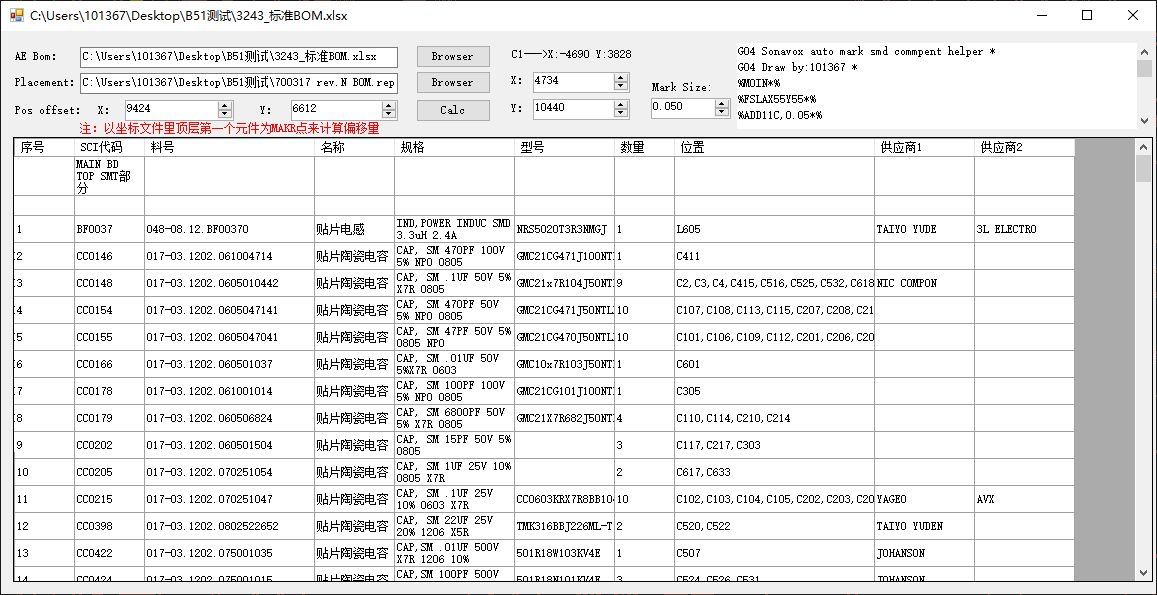 C:\Users\101367\Desktop\B51测试\3243_标准BOM.xlsx
AE Bom: C:\Users\101367\Desktop\B51测试\3243_标准BOM.xlsx Browser C1--->X:-4690 Y:3828
Placement: C:\Users\101367\Desktop\B51测试\700317 rev.N BOM.rep Browser X: 4734 Mark Size:
Pos offset: X: 9424 Y: 6612 Calc Y: 10440 0.050
注：以坐标文件里顶层第一个元件为MAKR点来计算偏移量
G04 Sonavox auto mark smd commpent helper *
G04 Draw by:101367 *
%MOIN*%
%FSLAX55Y55*%
%ADD11C,0.05*%
序号 SCI代码 料号 名称 规格 型号 数量 位置 供应商1 供应商2
MAIN BD
TOP SMT部
分
1 BF0037 048-08.12.BF00370 贴片电感 IND,POWER INDUC SMD 3.3uH 2.4A NRS5020T3R3NMGJ 1 L605 TAIYO YUDE 3L ELECTRO
2 CC0146 017-03.1202.061004714 贴片陶瓷电容 CAP, SM 470PF 100V 5% NPO 0805 GMC21CG471J100NT 1 C411
3 CC0148 017-03.1202.0605010442 贴片陶瓷电容 CAP, SM .1UF 50V 5% X7R 0805 GMC21x7R104J50NT 9 C2,C3,C4,C415,C516,C525,C532,C618 NIC COMPON
4 CC0154 017-03.1202.0605047141 贴片陶瓷电容 CAP, SM 470PF 50V 5% NPO 0805 GMC21CG471J50NTL 10 C107,C108,C113,C115,C207,C208,C21
5 CC0155 017-03.1202.0605047041 贴片陶瓷电容 CAP, SM 47PF 50V 5% 0805 NPO GMC21CG470J50NTL 10 C101,C106,C109,C112,C201,C206,C20
6 CC0166 017-03.1202.060501037 贴片陶瓷电容 CAP, SM .01UF 50V 5%X7R 0603 GMC10x7R103J50NT 1 C601
7 CC0178 017-03.1202.061001014 贴片陶瓷电容 CAP, SM 100PF 100V 5% NPO 0805 GMC21CG101J100NT 1 C305
8 CC0179 017-03.1202.060506824 贴片陶瓷电容 CAP, SM 6800PF 50V 5% X7R 0805 GMC21X7R682J50NT 4 C110,C114,C210,C214
9 CC0202 017-03.1202.060501504 贴片陶瓷电容 CAP, SM 15PF 50V 5% 0805 3 C117,C217,C303
10 CC0205 017-03.1202.070251054 贴片陶瓷电容 CAP, SM 1UF 25V 10% 0805 X7R 2 C617,C633
11 CC0215 017-03.1202.070251047 贴片陶瓷电容 CAP, SM .1UF 25V 10% 0603 X7R CC0603KRX7R8BB104 10 C102,C103,C104,C105,C202,C203,C20 YAGEO AVX
12 CC0398 017-03.1202.0802522652 贴片陶瓷电容 CAP, SM 22UF 25V 20% 1206 X5R TMK316BBJ226ML-T 2 C520,C522 TAIYO YUDEN
13 CC0422 017-03.1202.075001035 贴片陶瓷电容 CAP,SM .01UF 500V X7R 1206 10% 501R18W103KV4E 1 C507 JOHANSON
14 CC0424 017-03.1202.075001015 贴片陶瓷电容 CAP,SM 100PF 500V 501R18N101KV4E 3 C524,C526,C531 JOHANSON